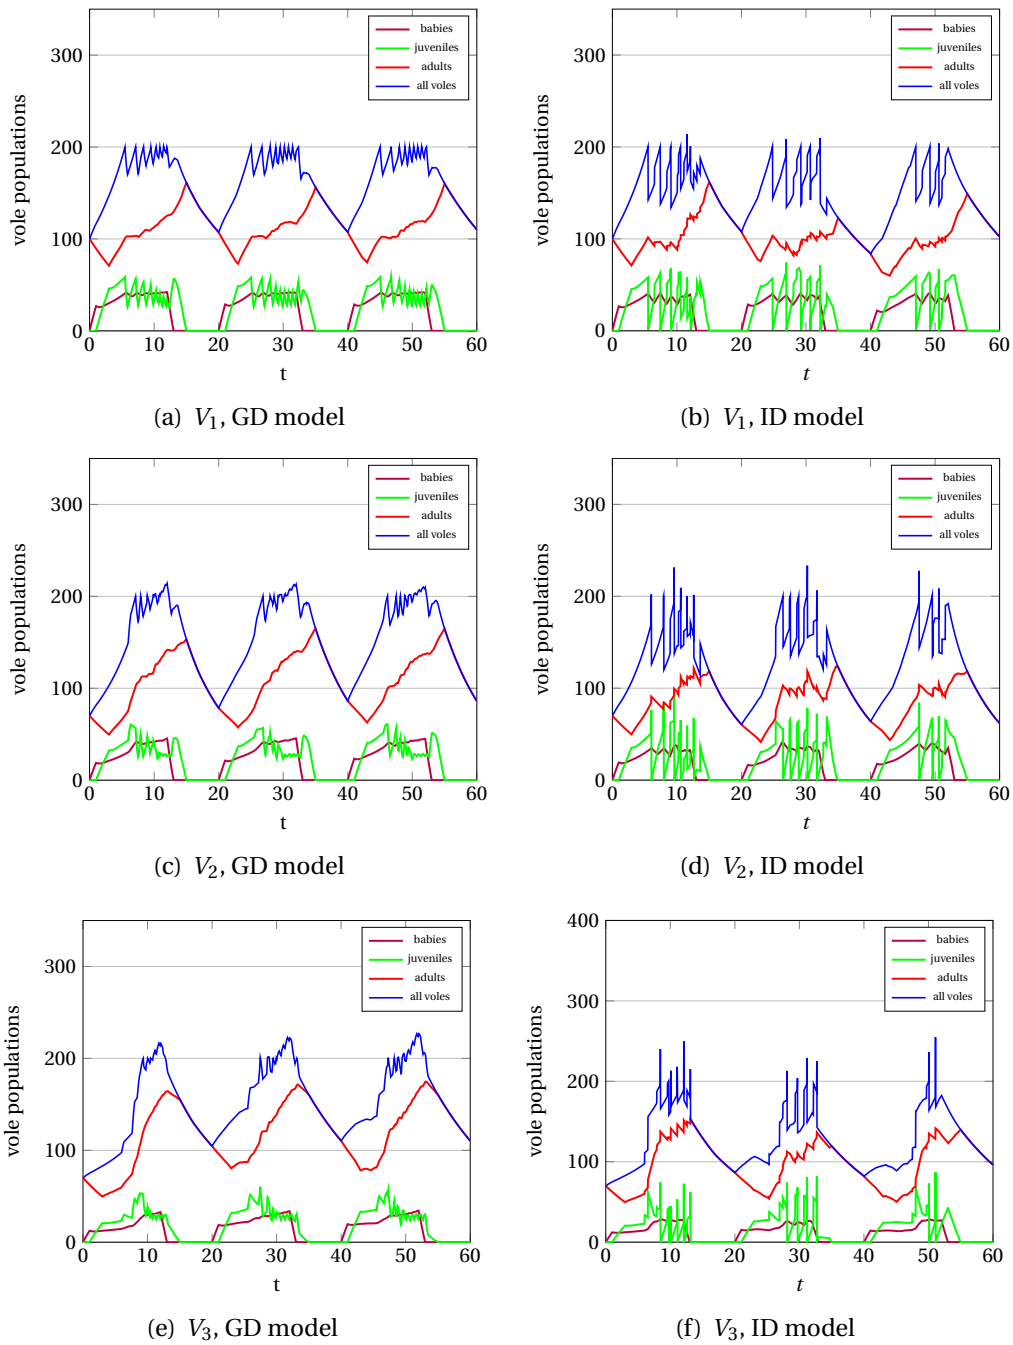 babies
juveniles
adults
all voles
vole populations
300
200
100
0
0 10 20 30 40 50 60
t
(a) V1, GD model
babies
juveniles
adults
all voles
vole populations
300
200
100
0
0 10 20 30 40 50 60
t
(b) V1, ID model
babies
juveniles
adults
all voles
vole populations
300
200
100
0
0 10 20 30 40 50 60
t
(c) V2, GD model
babies
juveniles
adults
all voles
vole populations
300
200
100
0
0 10 20 30 40 50 60
t
(d) V2, ID model
babies
juveniles
adults
all voles
vole populations
300
200
100
0
0 10 20 30 40 50 60
t
(e) V3, GD model
babies
juveniles
adults
all voles
vole populations
400
300
200
100
0
0 10 20 30 40 50 60
t
(f) V3, ID model